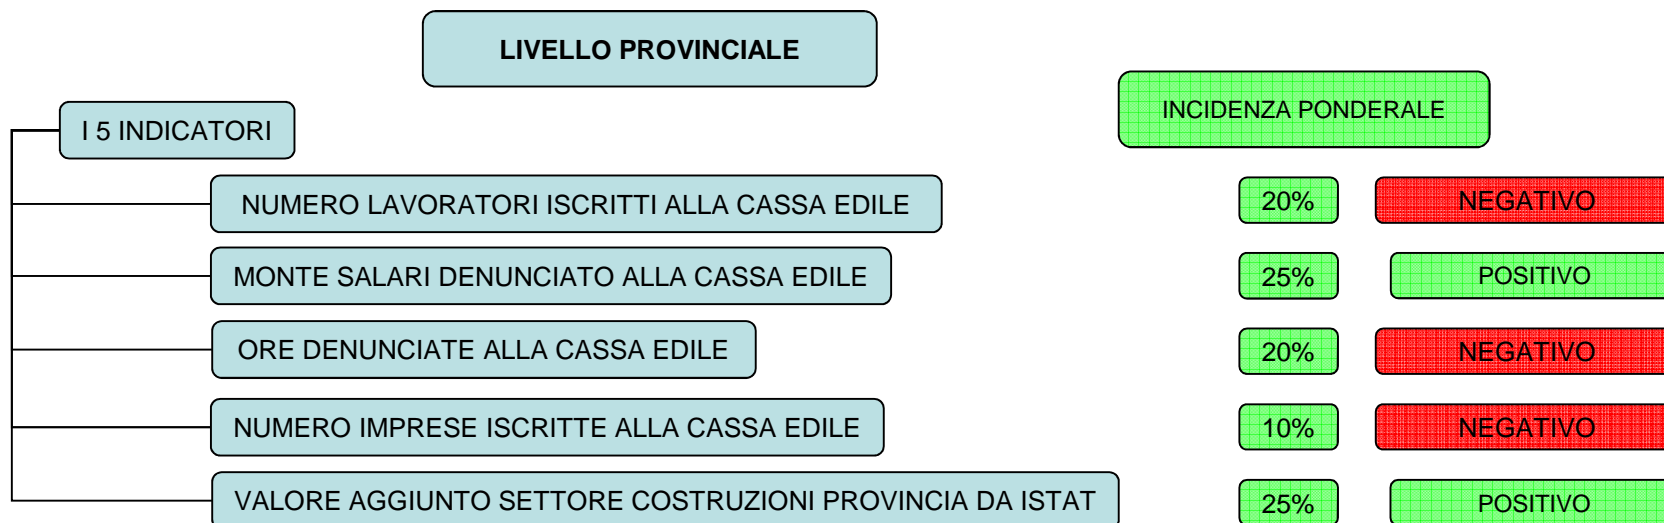 LIVELLO PROVINCIALE
INCIDENZA PONDERALE
I 5 INDICATORI
NUMERO LAVORATORI ISCRITTI ALLA CASSA EDILE 20% NEGATIVO
MONTE SALARI DENUNCIATO ALLA CASSA EDILE 25% POSITIVO
ORE DENUNCIATE ALLA CASSA EDILE 20% NEGATIVO
NUMERO IMPRESE ISCRITTE ALLA CASSA EDILE 10% NEGATIVO
VALORE AGGIUNTO SETTORE COSTRUZIONI PROVINCIA DA ISTAT 25% POSITIVO